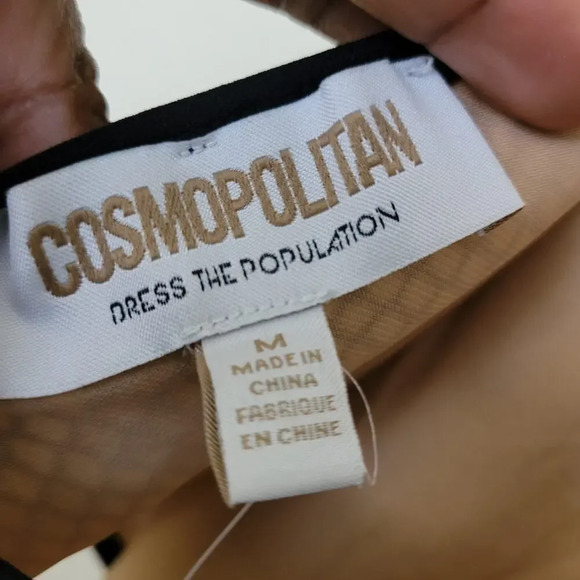 COSMOPOLITAN
DRESS THE POPULATION
M
MADE IN
CHINA
FABRIQUE
EN CHINE